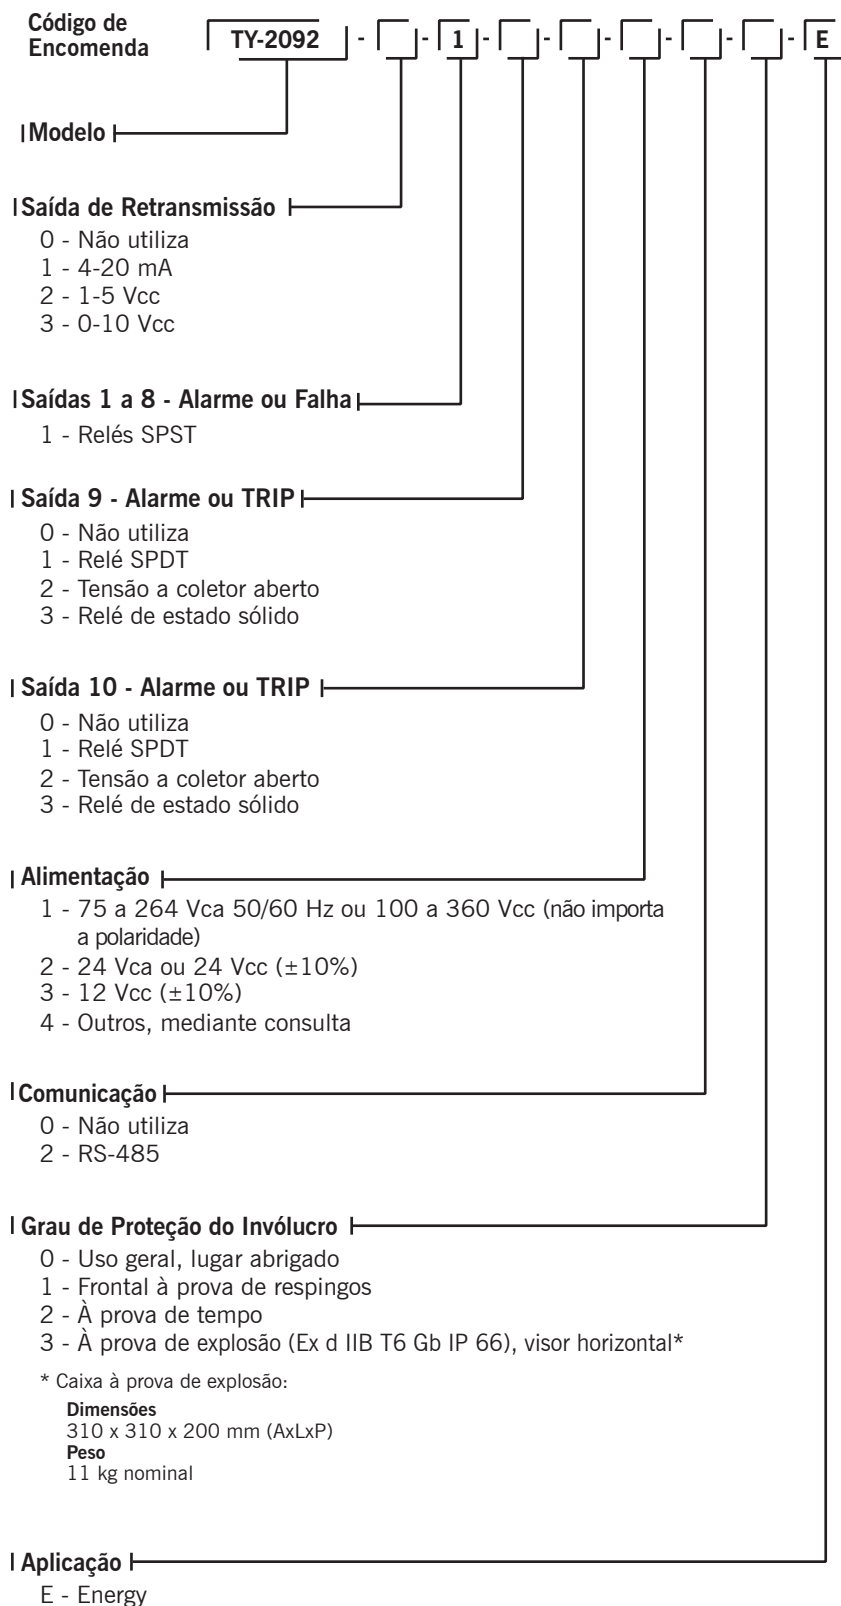 Código de
Encomenda
TY-2092 - - 1 - - - - - - E
Modelo
Saída de Retransmissão
0 - Não utiliza
1 - 4-20 mA
2 - 1-5 Vcc
3 - 0-10 Vcc
Saídas 1 a 8 - Alarme ou Falha
1 - Relés SPST
Saída 9 - Alarme ou TRIP
0 - Não utiliza
1 - Relé SPDT
2 - Tensão a coletor aberto
3 - Relé de estado sólido
Saída 10 - Alarme ou TRIP
0 - Não utiliza
1 - Relé SPDT
2 - Tensão a coletor aberto
3 - Relé de estado sólido
Alimentação
1 - 75 a 264 Vca 50/60 Hz ou 100 a 360 Vcc (não importa
a polaridade)
2 - 24 Vca ou 24 Vcc (±10%)
3 - 12 Vcc (±10%)
4 - Outros, mediante consulta
Comunicação
0 - Não utiliza
2 - RS-485
Grau de Proteção do Invólucro
0 - Uso geral, lugar abrigado
1 - Frontal à prova de respingos
2 - À prova de tempo
3 - À prova de explosão (Ex d IIB T6 Gb IP 66), visor horizontal*
* Caixa à prova de explosão:
Dimensões
310 x 310 x 200 mm (AxLxP)
Peso
11 kg nominal
Aplicação
E - Energy